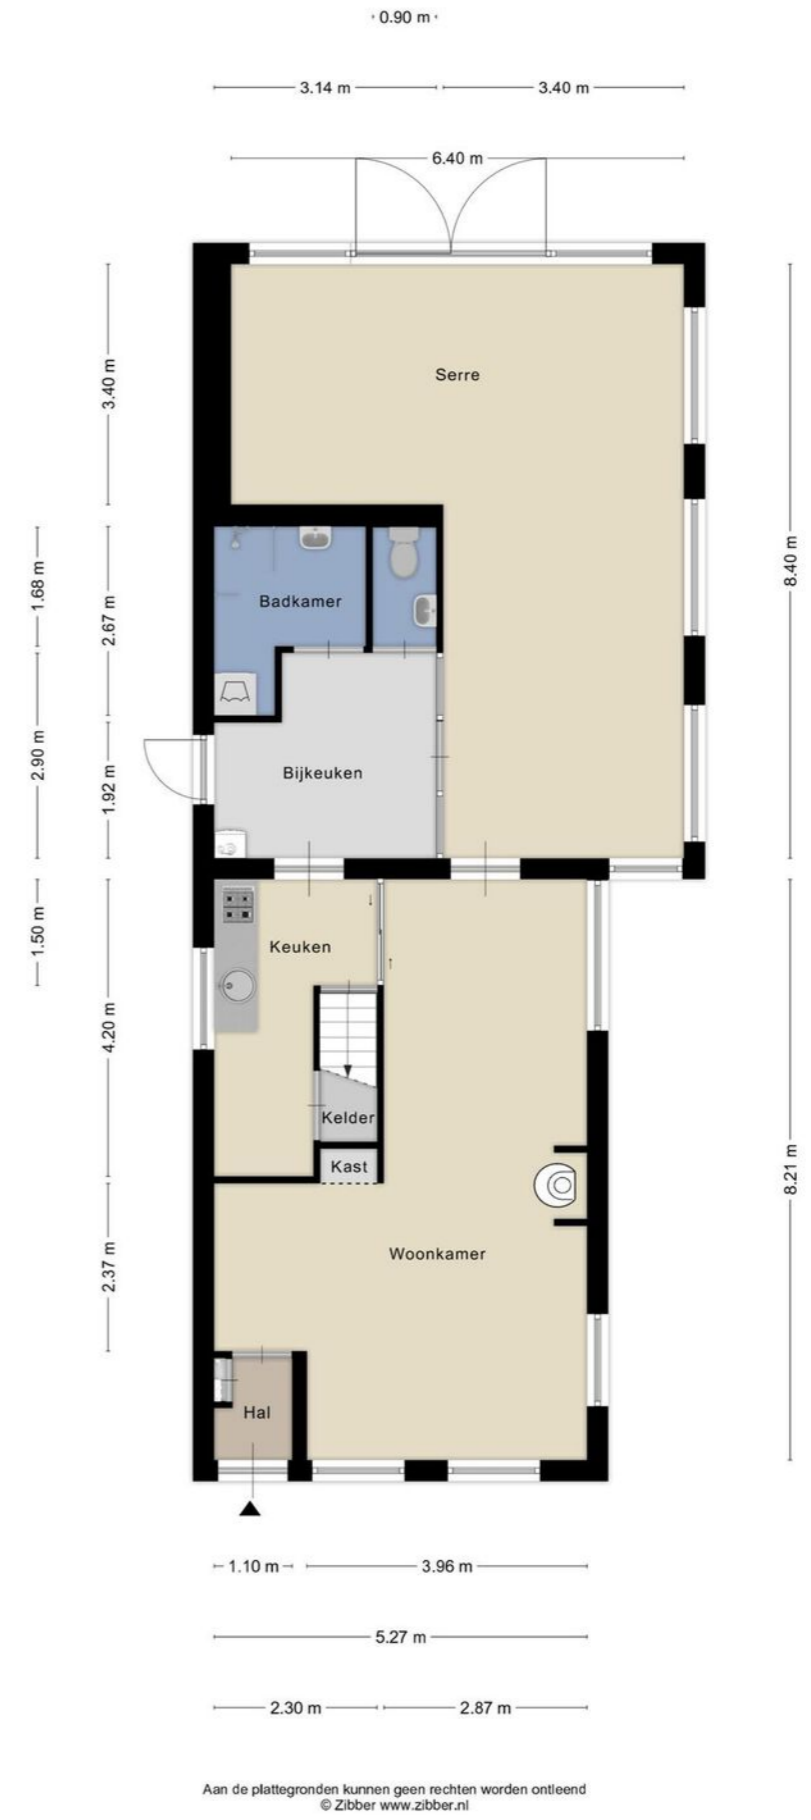 0.90 m
3.14 m
3.40 m
6.40 m
Serre
3.40 m
8.40 m
1.68 m
2.67 m
Badkamer
2.90 m
1.92 m
Bijkeuken
1.50 m
Keuken
4.20 m
Kelder
Kast
8.21 m
Woonkamer
2.37 m
Hal
1.10 m
3.96 m
5.27 m
2.30 m
2.87 m
Aan de plattegronden kunnen geen rechten worden ontleend
© Zibber www.zibber.nl